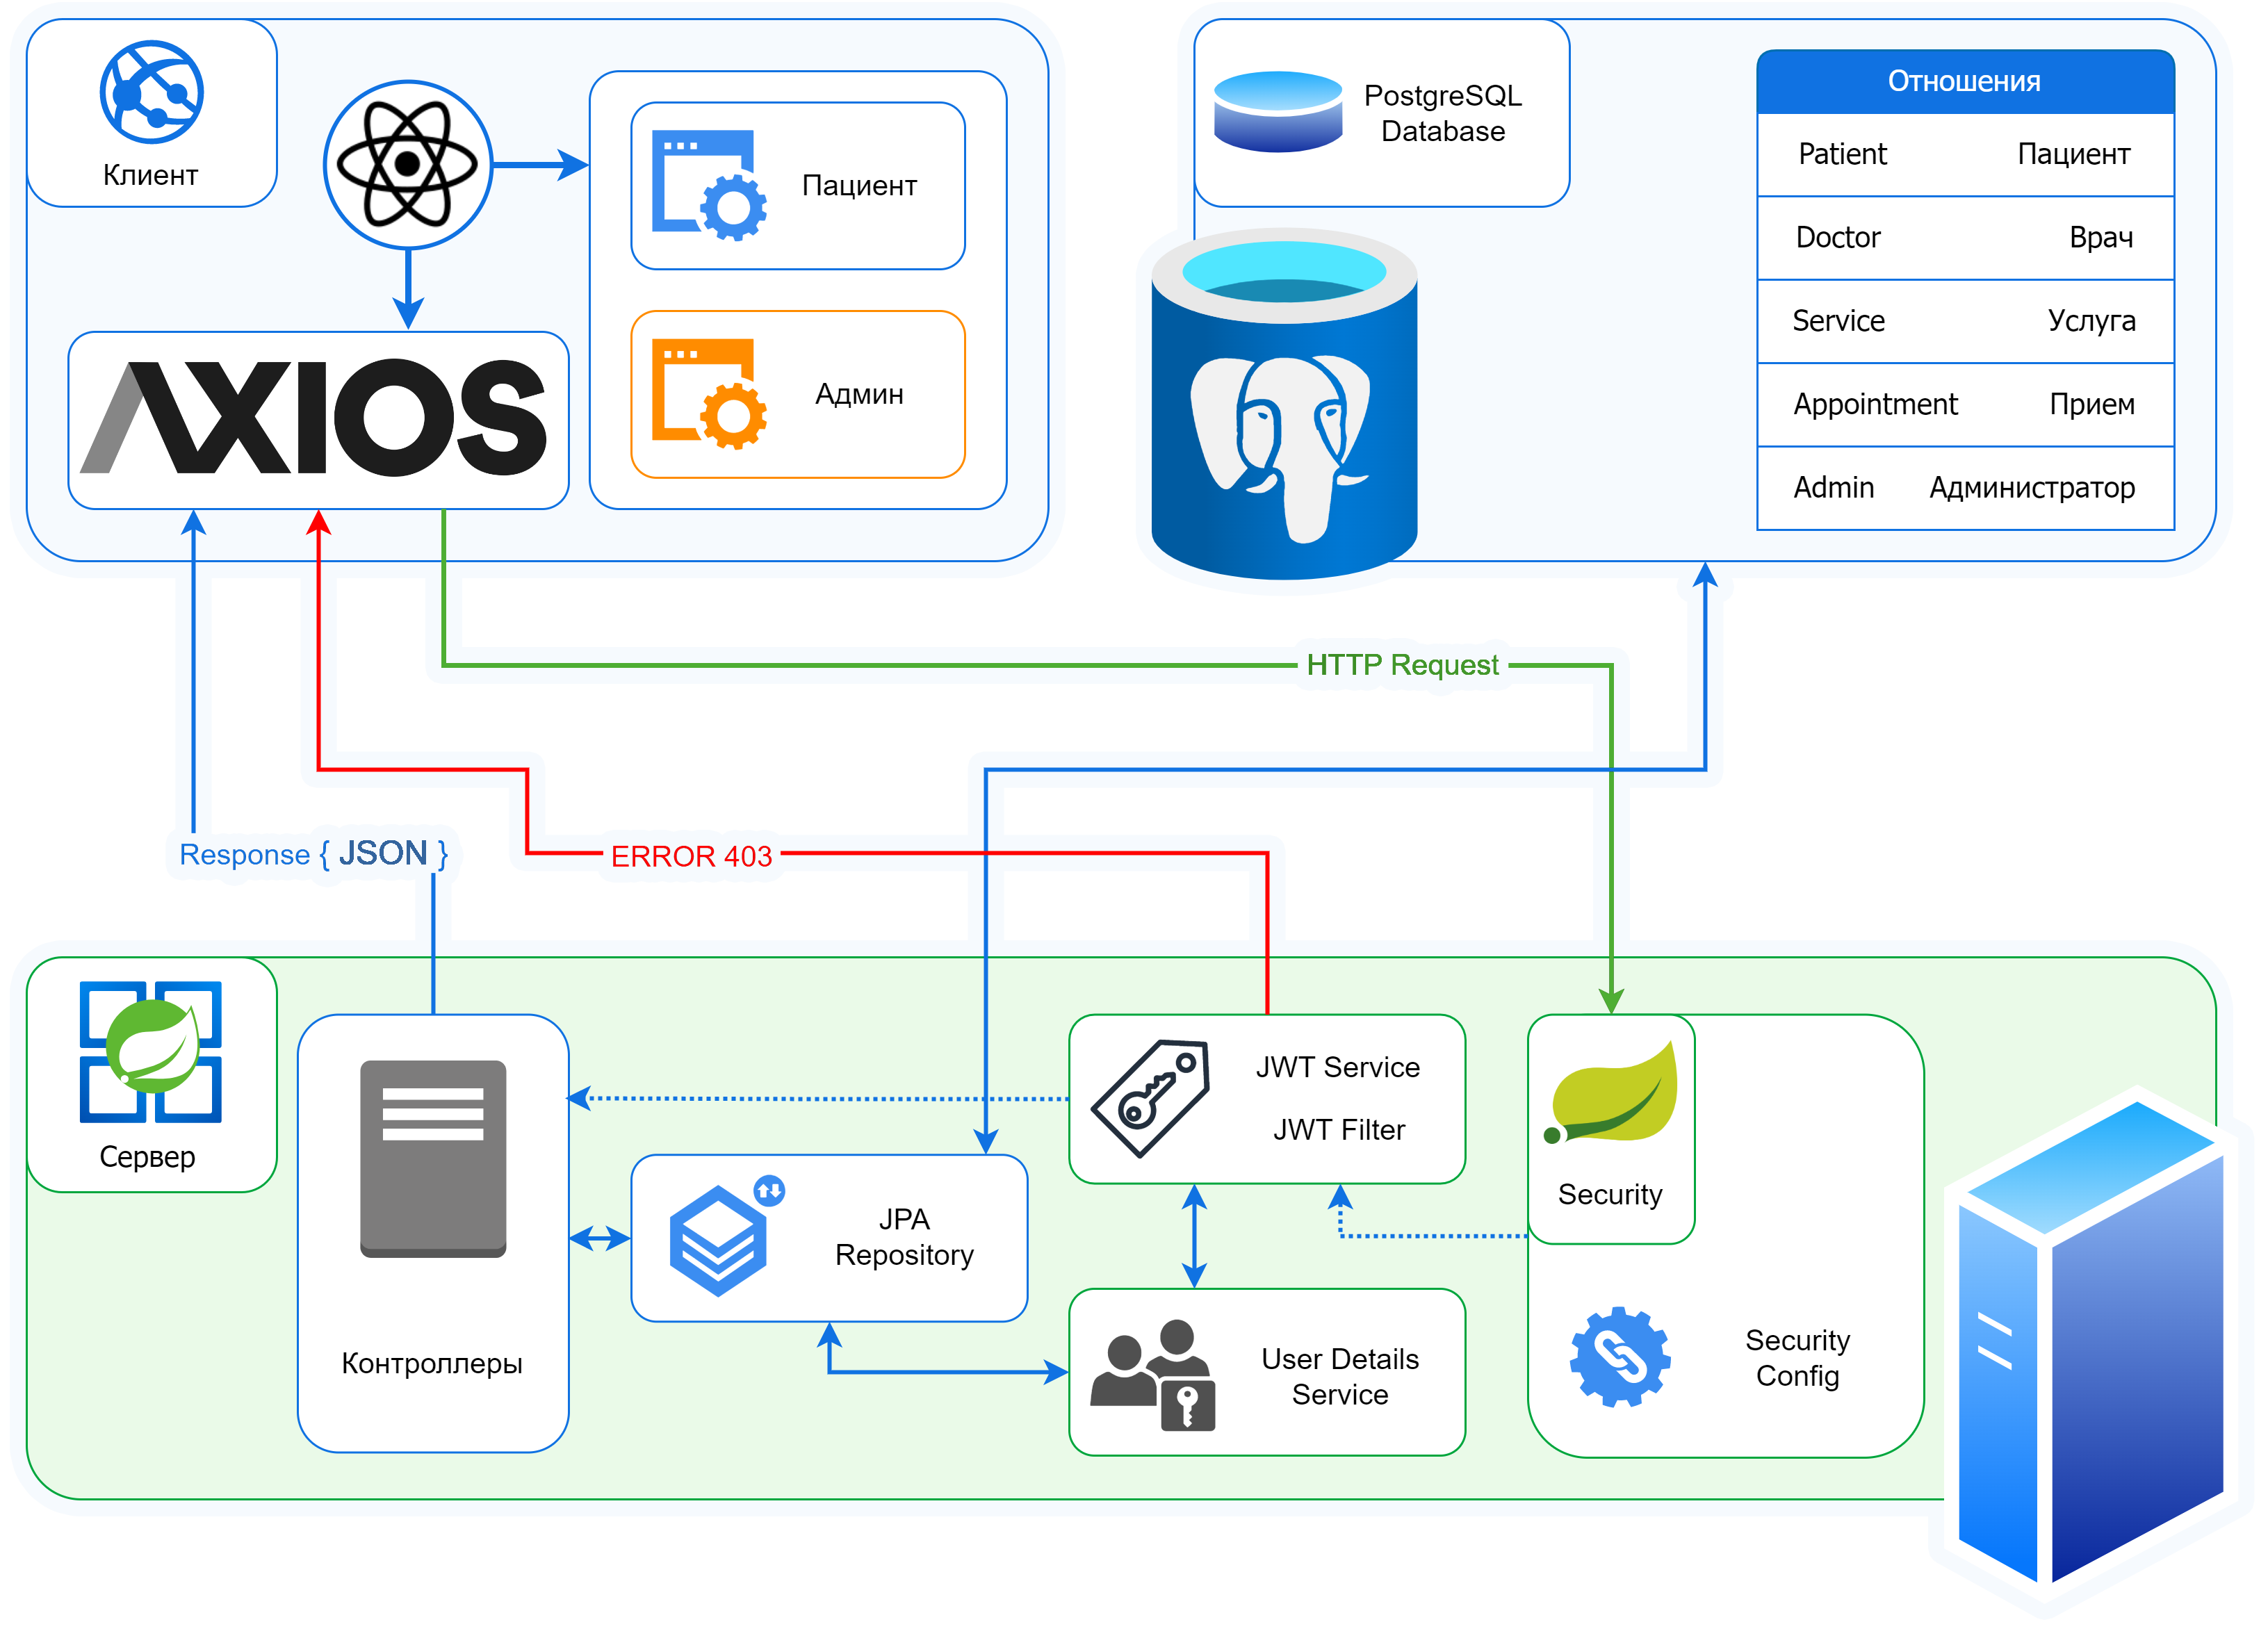 Клиент
AXIOS
Пациент
Админ
PostgreSQL
Database
Отношения
Patient Пациент
Doctor Врач
Service Услуга
Appointment Прием
Admin Администратор
HTTP Request
Response { JSON }
ERROR 403
Сервер
Контроллеры
JPA
Repository
JWT Service
JWT Filter
User Details
Service
Security
Security
Config